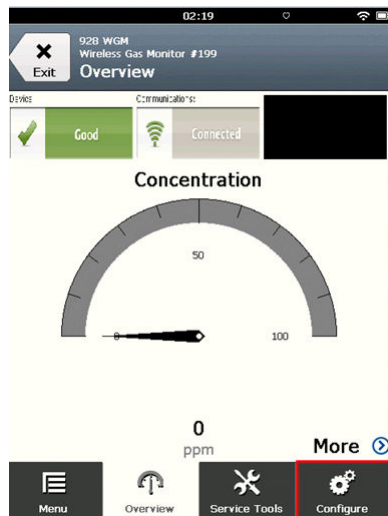 02:19
928 WGM
Wireless Gas Monitor #199
Exit
Overview
Device
Communications:
Good
Connected
Concentration
50
0
100
0
ppm
More
Menu
Overview
Service Tools
Configure